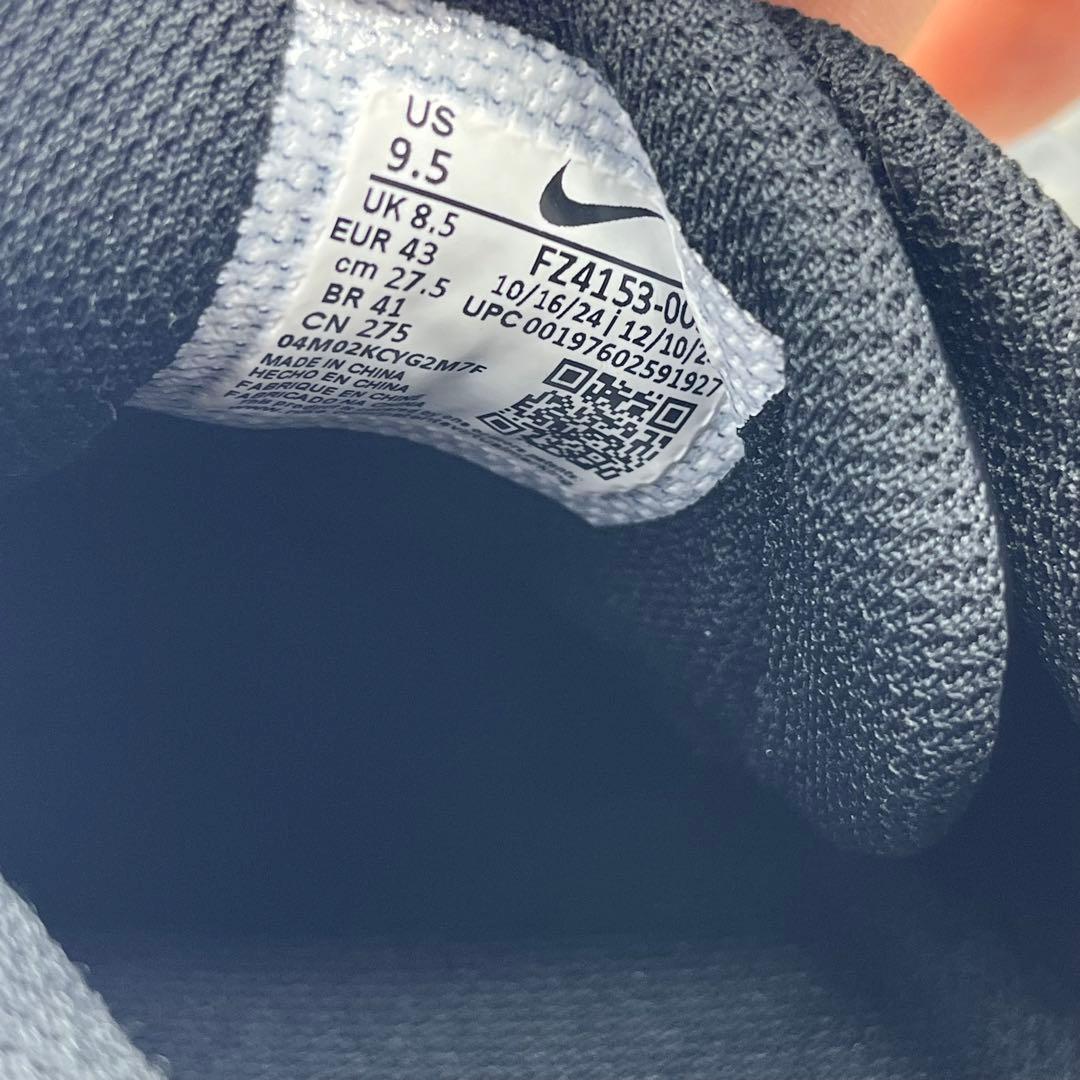 US
9.5
UK 8.5
EUR 43
cm 27.5
BR 41
CN 275
04M02KCYG2M7F
MADE IN CHINA
HECHO EN CHINA
FABRIQUE EN CHINE
FABRICADO
FZ4153-00
10/16/24 | 12/10/2
UPC 00197602591927